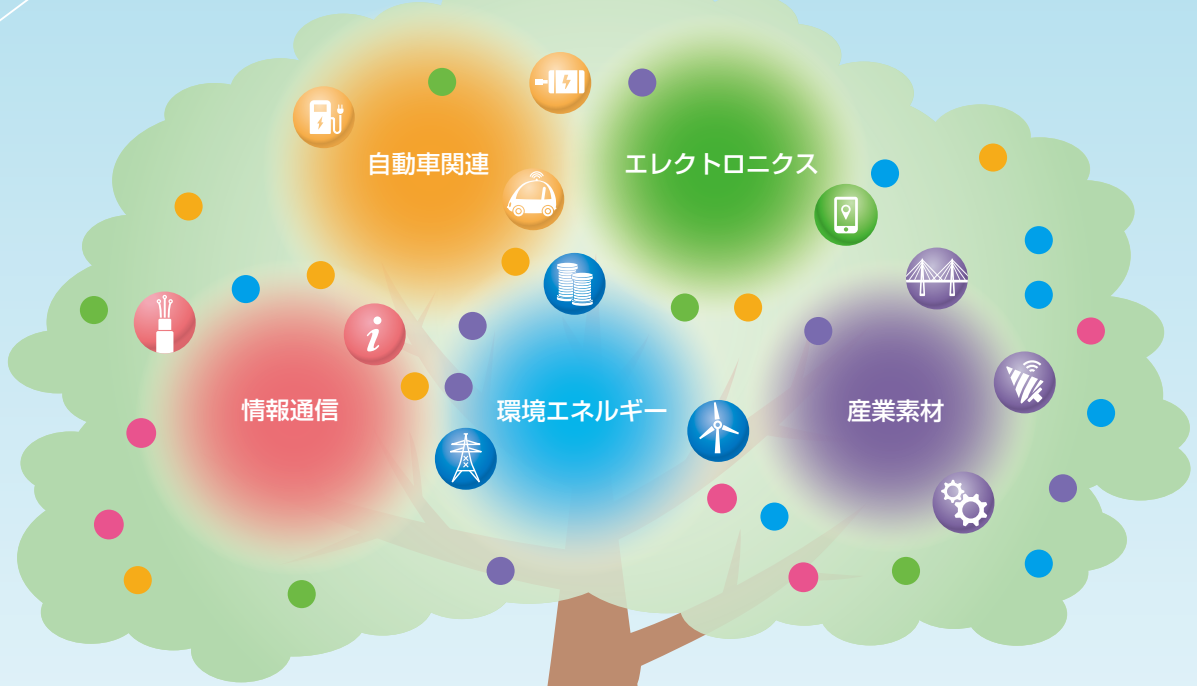 自動車関連
エレクトロニクス
情報通信
環境エネルギー
産業素材
i